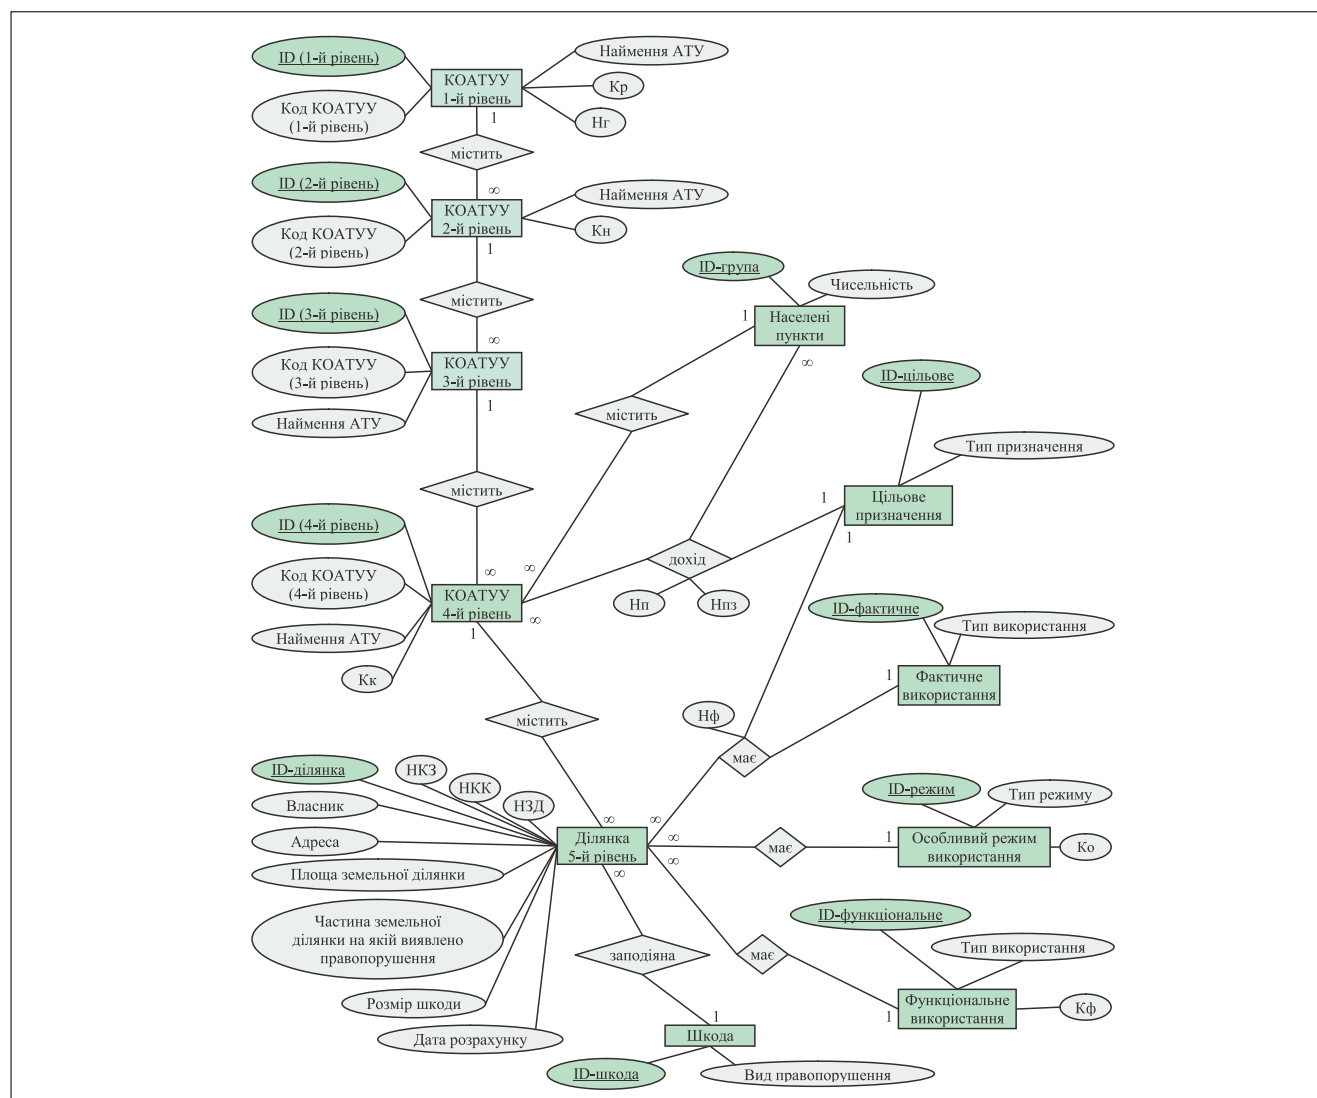 ID (1-й рівень)
КОАТУУ
1-й рівень
Код КОАТУУ
(1-й рівень)
Наймення АТУ
Кр
Нг
1
містить
∞
ID (2-й рівень)
КОАТУУ
2-й рівень
Код КОАТУУ
(2-й рівень)
Наймення АТУ
Кн
1
містить
∞
ID (3-й рівень)
КОАТУУ
3-й рівень
Код КОАТУУ
(3-й рівень)
Наймення АТУ
1
містить
∞
ID-група
Чисельність
1
Населені
пункти
∞
містить
∞
ID-цільове
Тип призначення
1
Цільове
призначення
1
дохід
Нп
Нпз
∞
ID (4-й рівень)
Код КОАТУУ
(4-й рівень)
КОАТУУ
4-й рівень
Наймення АТУ
Кк
1
містить
∞
ID-фактичне
Тип використання
1
Фактичне
використання
Нф
має
∞
ID-ділянка
НКЗ
НКК
НЗД
Власник
Адреса
Площа земельної ділянки
Частина земельної
ділянки на якій виявлено
правопорушення
Розмір шкоди
Дата розрахунку
Ділянка
5-й рівень
∞
має
1
ID-режим
Тип режиму
Особливий режим
використання
Ко
∞
має
1
ID-функціональне
Тип використання
Функціональне
використання
Кф
∞
заподіяна
1
Шкода
ID-шкода
Вид правопорушення